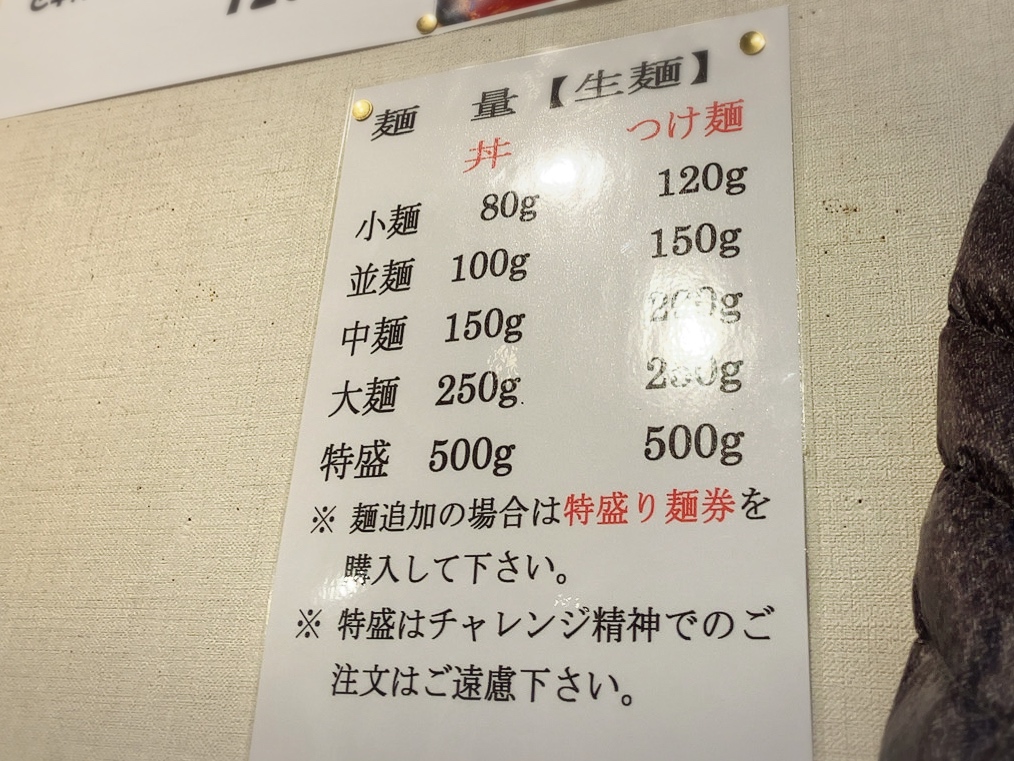 麺 量【生麺】
丼 つけ麺
小麺 80g 120g
並麺 100g 150g
中麺 150g 200g
大麺 250g
特盛 500g 500g
※ 麺追加の場合は特盛り麺券を
購入して下さい。
※ 特盛はチャレンジ精神でのご
注文はご遠慮下さい。